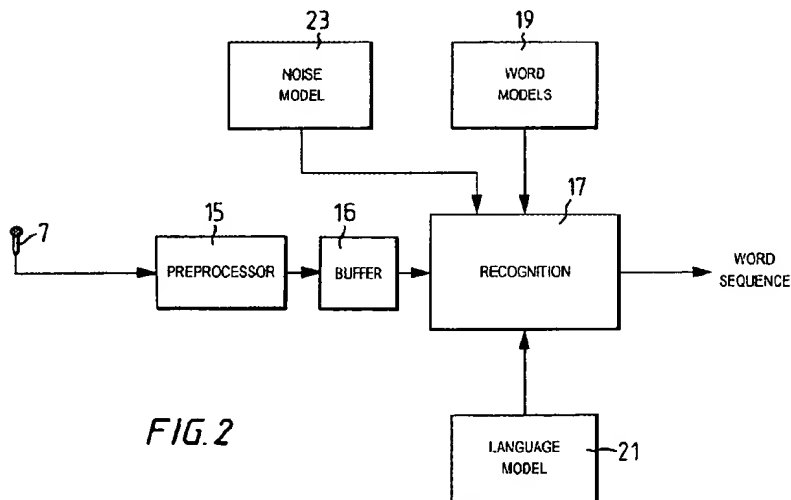 23
19
NOISE
MODEL
WORD
MODELS
17
7
15
16
PREPROCESSOR
BUFFER
RECOGNITION
WORD
SEQUENCE
FIG. 2
LANGUAGE
MODEL
21